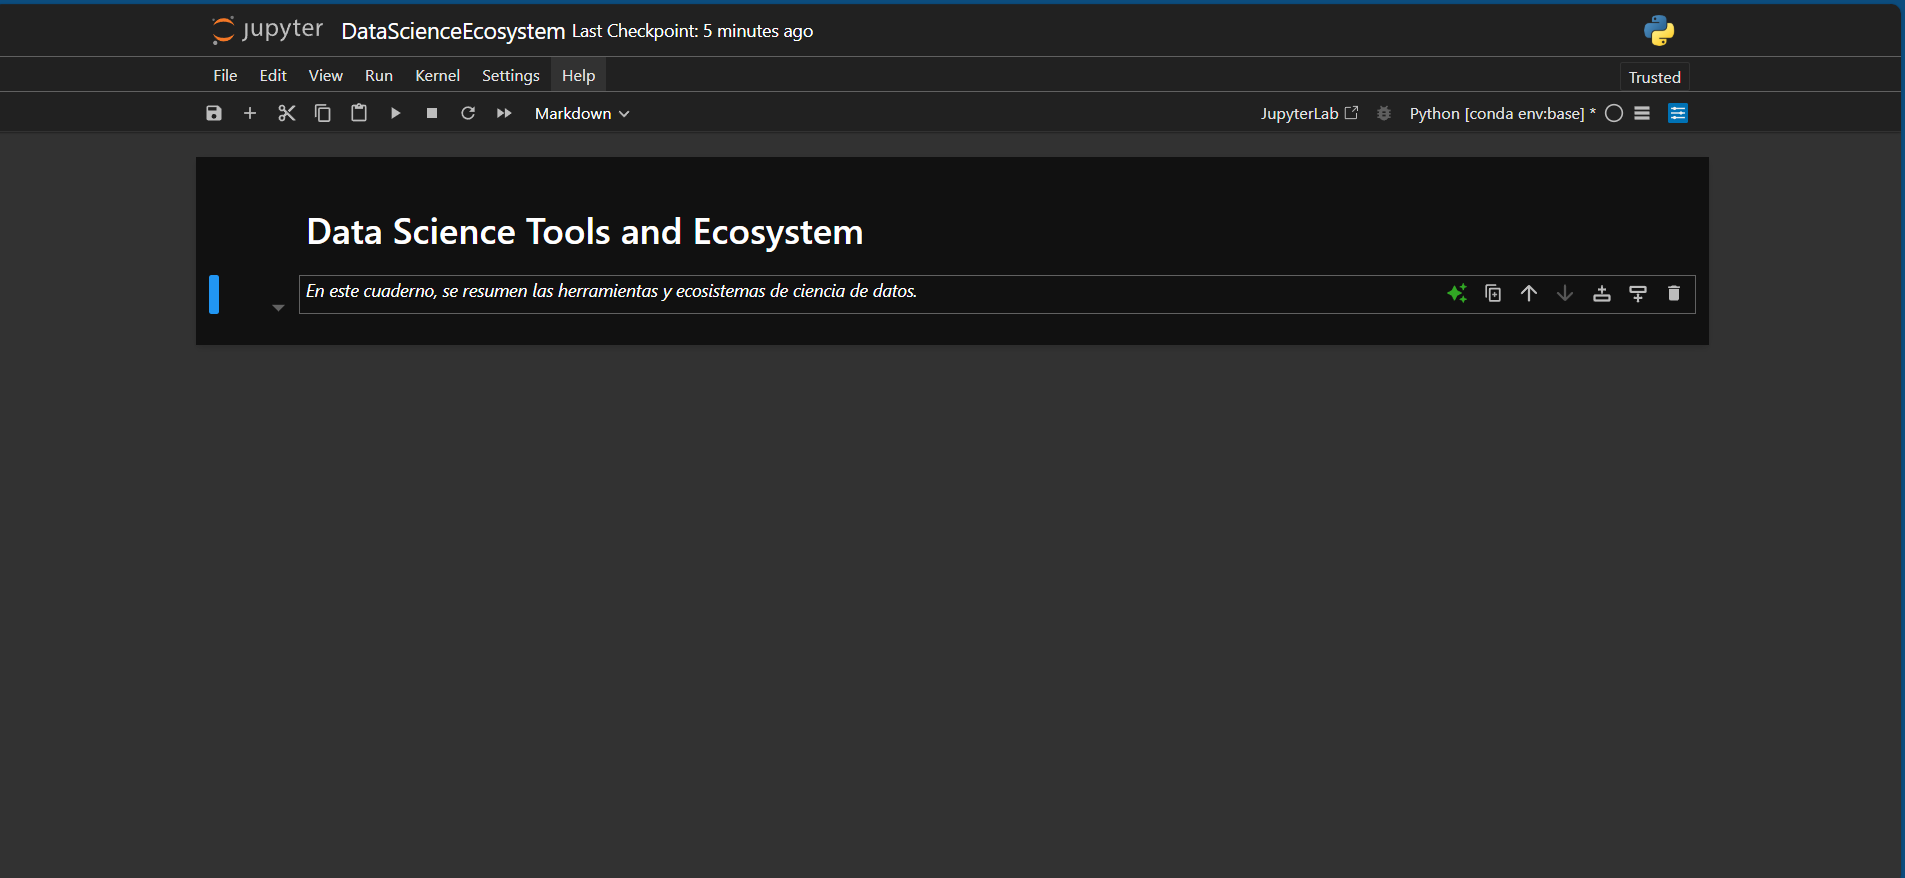 jupyter DataScienceEcosystem Last Checkpoint: 5 minutes ago
File Edit View Run Kernel Settings Help Trusted
Markdown JupyterLab Python [conda env:base] *
Data Science Tools and Ecosystem
En este cuaderno, se resumen las herramientas y ecosistemas de ciencia de datos.